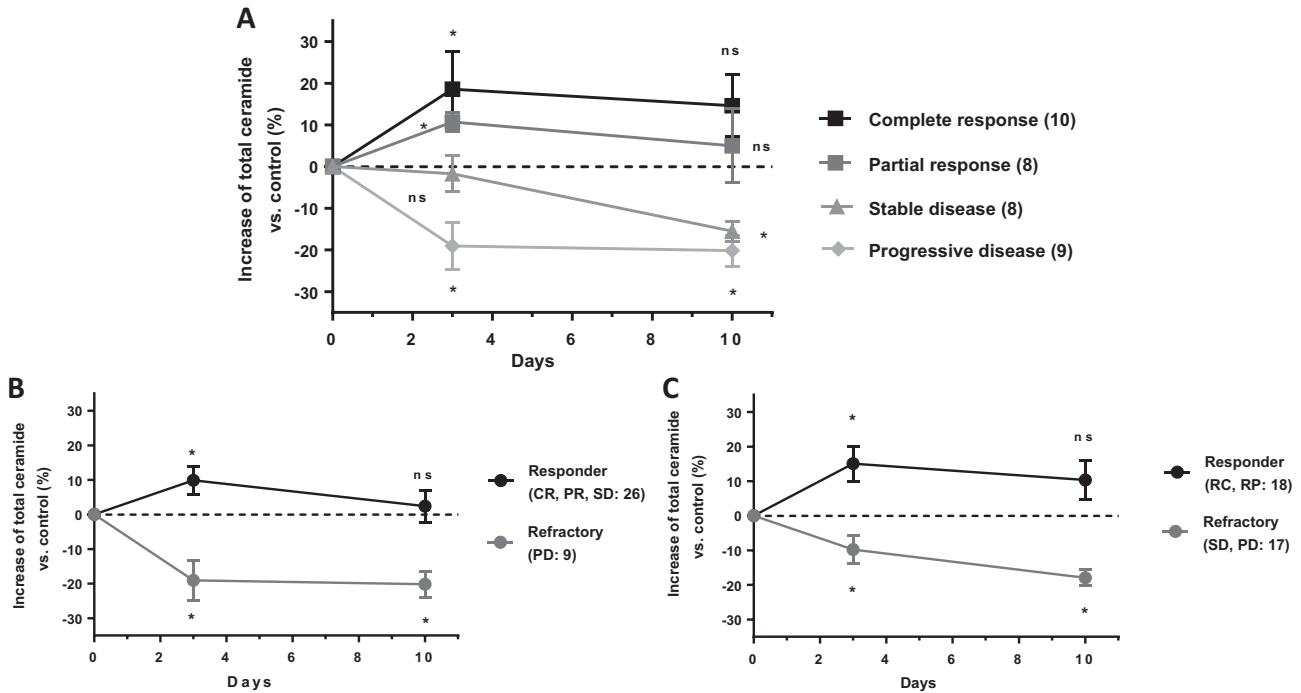 A
Increase of total ceramide
vs. control (%)
30
20
10
0
-10
-20
-30
*
ns
*
ns
ns
*
*
*
0 2 4 6 8 10
Days
Complete response (10)
Partial response (8)
Stable disease (8)
Progressive disease (9)
B
Increase of total ceramide
vs. control (%)
30
20
10
0
-10
-20
-30
*
ns
*
*
0 2 4 6 8 10
Days
Responder
(CR, PR, SD: 26)
Refractory
(PD: 9)
C
Increase of total ceramide
vs. control (%)
30
20
10
0
-10
-20
-30
*
ns
*
*
0 2 4 6 8 10
Days
Responder
(RC, RP: 18)
Refractory
(SD, PD: 17)